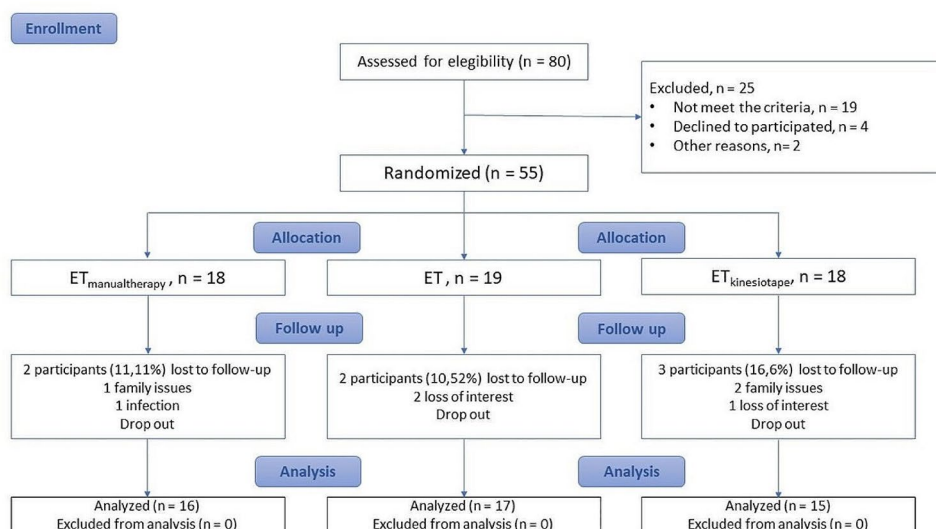 Enrollment
Assessed for elegibility (n = 80)
Excluded, n = 25
• Not meet the criteria, n = 19
• Declined to participated, n = 4
• Other reasons, n= 2
Randomized (n = 55)
Allocation
Allocation
ETmanualtherapy, n = 18
ET, n = 19
ETkinesiotape, n = 18
Follow up
Follow up
2 participants (11,11%) lost to follow-up
1 family issues
1 infection
Drop out
2 participants (10,52%) lost to follow-up
2 loss of interest
Drop out
3 participants (16,6%) lost to follow-up
2 family issues
1 loss of interest
Drop out
Analysis
Analysis
Analyzed (n = 16)
Excluded from analysis (n = 0)
Analyzed (n = 17)
Excluded from analysis (n = 0)
Analyzed (n = 15)
Excluded from analysis (n = 0)